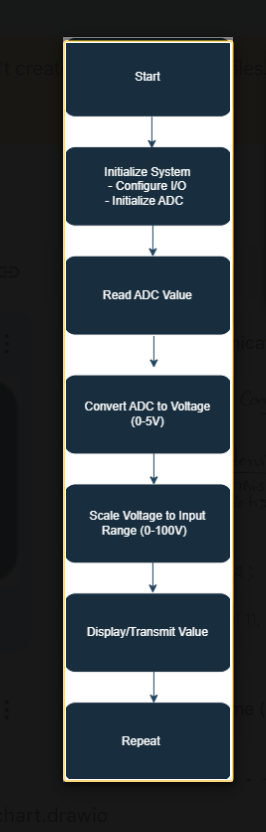 Start
Initialize System
- Configure I/O
- Initialize ADC
Read ADC Value
Convert ADC to Voltage
(0-5V)
Scale Voltage to Input
Range (0-100V)
Display/Transmit Value
Repeat
chart.drawio